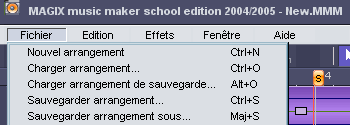 MAGIX music maker school edition 2004/2005 - New.MMM
Fichier Edition Effets Fenêtre Aide
Nouvel arrangement Ctrl+N
Charger arrangement... Ctrl+O
Charger arrangement de sauvegarde... Alt+O
Sauvegarder arrangement... Ctrl+S
Sauvegarder arrangement sous... Maj+S
S 4